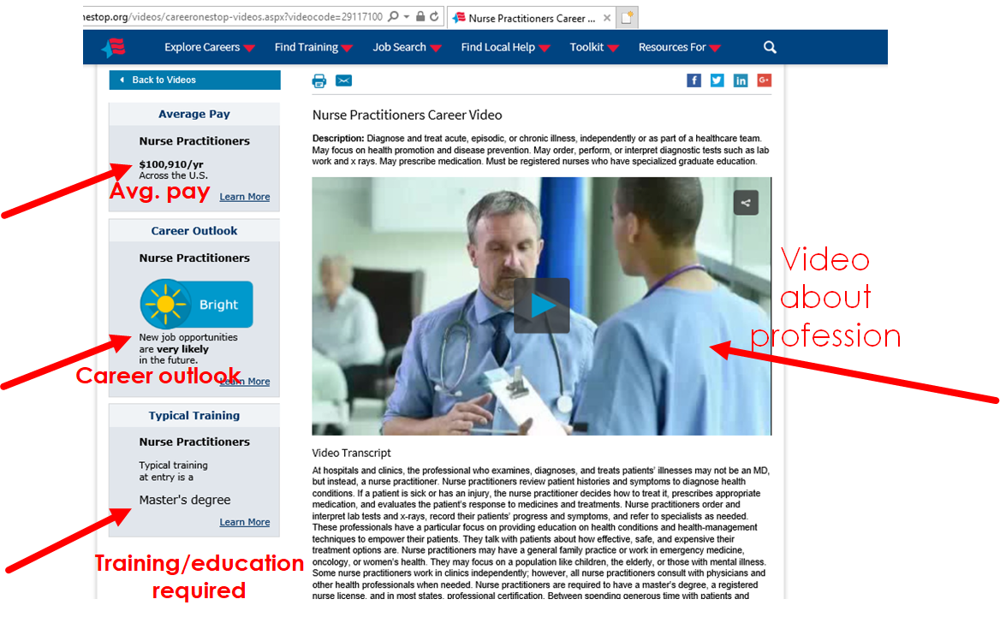 nestop.org/videos/careeronestop-videos.aspx?videocode=29117100
Nurse Practitioners Career ...
Explore Careers Find Training Job Search Find Local Help Toolkit Resources For
Back to Videos
Average Pay
Nurse Practitioners
$100,910/yr
Across the U.S.
Avg. pay
Learn More
Career Outlook
Nurse Practitioners
Bright
New job opportunities
are very likely
in the future.
Career outlook
Learn More
Typical Training
Nurse Practitioners
Typical training
at entry is a
Master's degree
Learn More
Training/education
required
f in G+
Nurse Practitioners Career Video
Description: Diagnose and treat acute, episodic, or chronic illness, independently or as part of a healthcare team.
May focus on health promotion and disease prevention. May order, perform, or interpret diagnostic tests such as lab
work and x rays. May prescribe medication. Must be registered nurses who have specialized graduate education.
Video
about
profession
Video Transcript
At hospitals and clinics, the professional who examines, diagnoses, and treats patients' illnesses may not be an MD,
but instead, a nurse practitioner. Nurse practitioners review patient histories and symptoms to diagnose health
conditions. If a patient is sick or has an injury, the nurse practitioner decides how to treat it, prescribes appropriate
medication, and evaluates the patient's response to medicines and treatments. Nurse practitioners order and
interpret lab tests and x-rays, record their patients' progress and symptoms, and refer to specialists as needed.
These professionals have a particular focus on providing education on health conditions and health-management
techniques to empower their patients. They talk with patients about how effective, safe, and expensive their
treatment options are. Nurse practitioners may have a general family practice or work in emergency medicine,
oncology, or women's health. They may focus on a population like children, the elderly, or those with mental illness.
Some nurse practitioners work in clinics independently; however, all nurse practitioners consult with physicians and
other health professionals when needed. Nurse practitioners are required to have a master's degree, a registered
nurse license, and in most states, professional certification. Between spending generous time with patients and